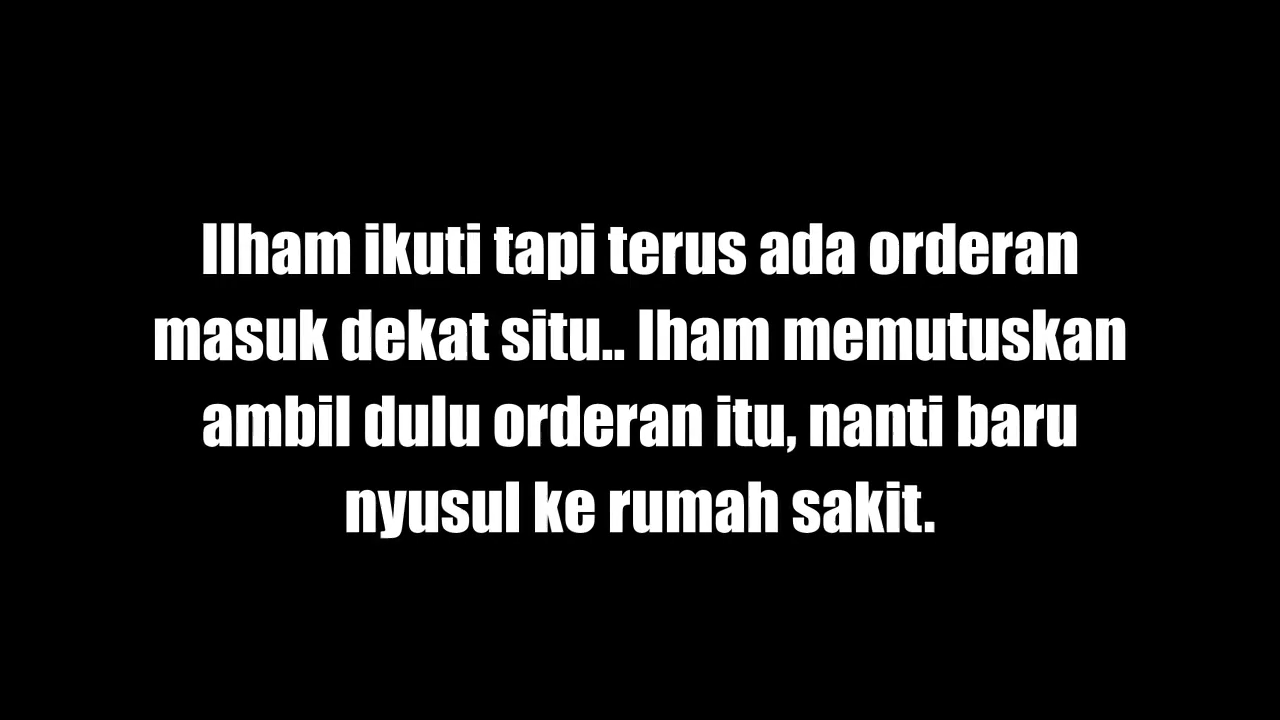 Ilham ikuti tapi terus ada orderan
masuk dekat situ.. Iham memutuskan
ambil dulu orderan itu, nanti baru
nyusul ke rumah sakit.